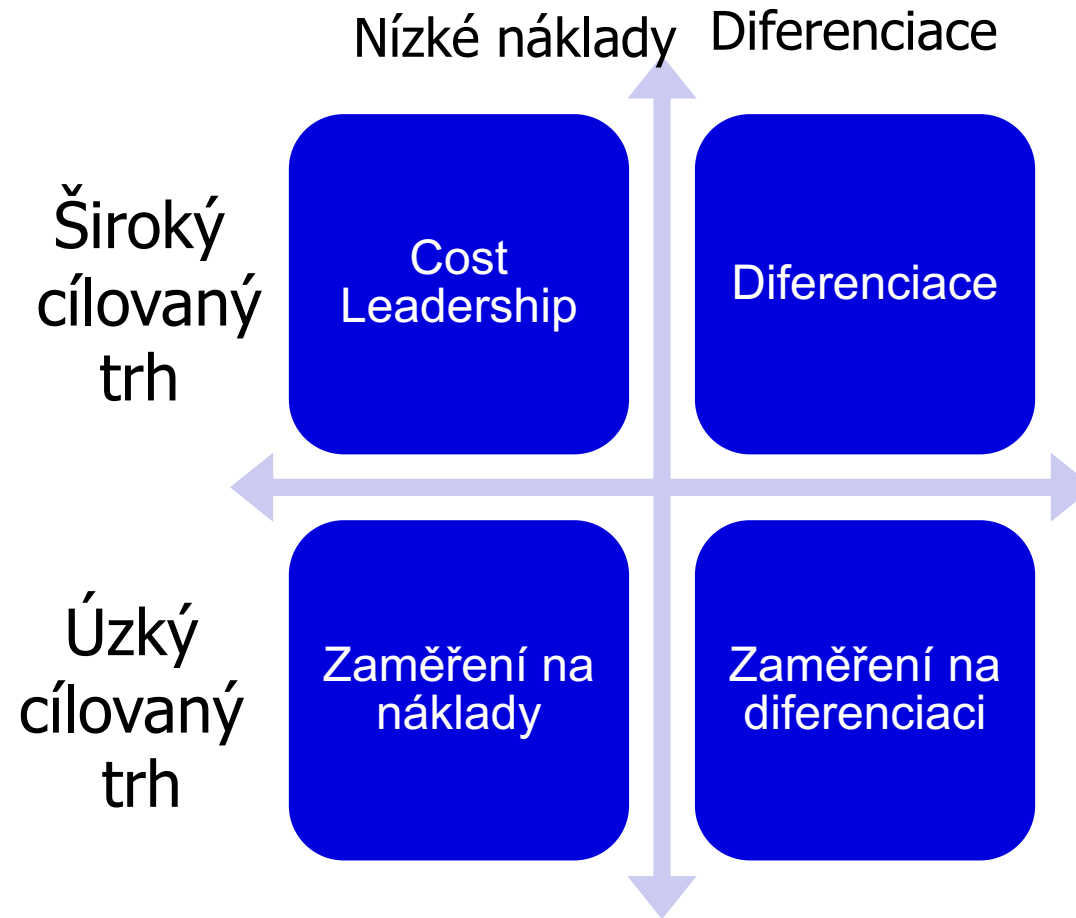 Nízké náklady
Diferenciace
Široký
cílovaný
trh
Cost
Leadership
Diferenciace
Úzký
cílovaný
trh
Zaměření na
náklady
Zaměření na
diferenciaci